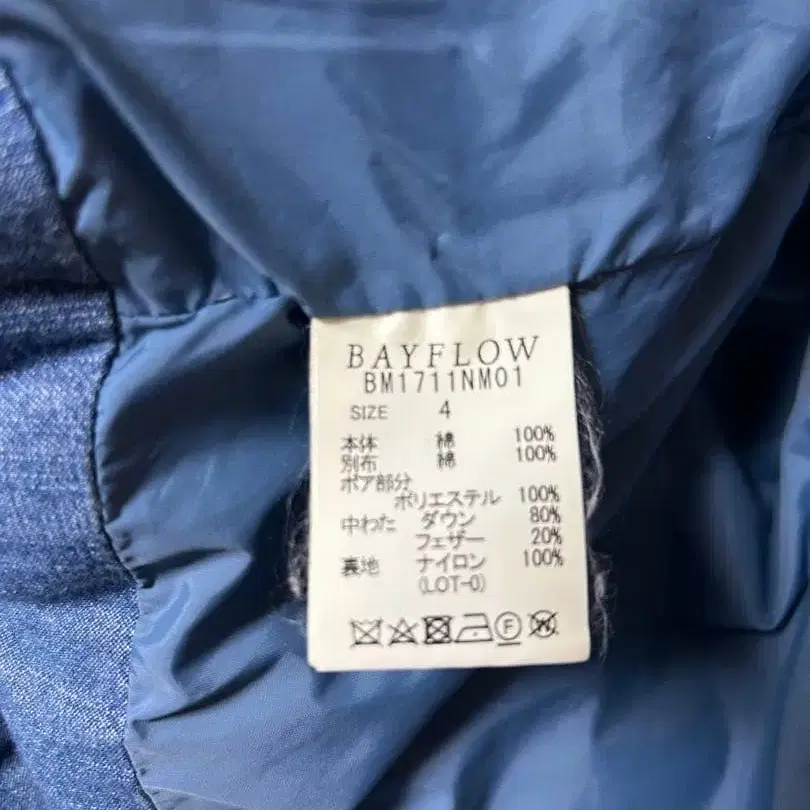 BAYFLOW
BM1711NM01
SIZE 4
本体 綿 100%
別布 綿 100%
ボア部分
ポリエステル 100%
中わた ダウン 80%
フェザー 20%
裏地 ナイロン 100%
(LOT-0)
F
W